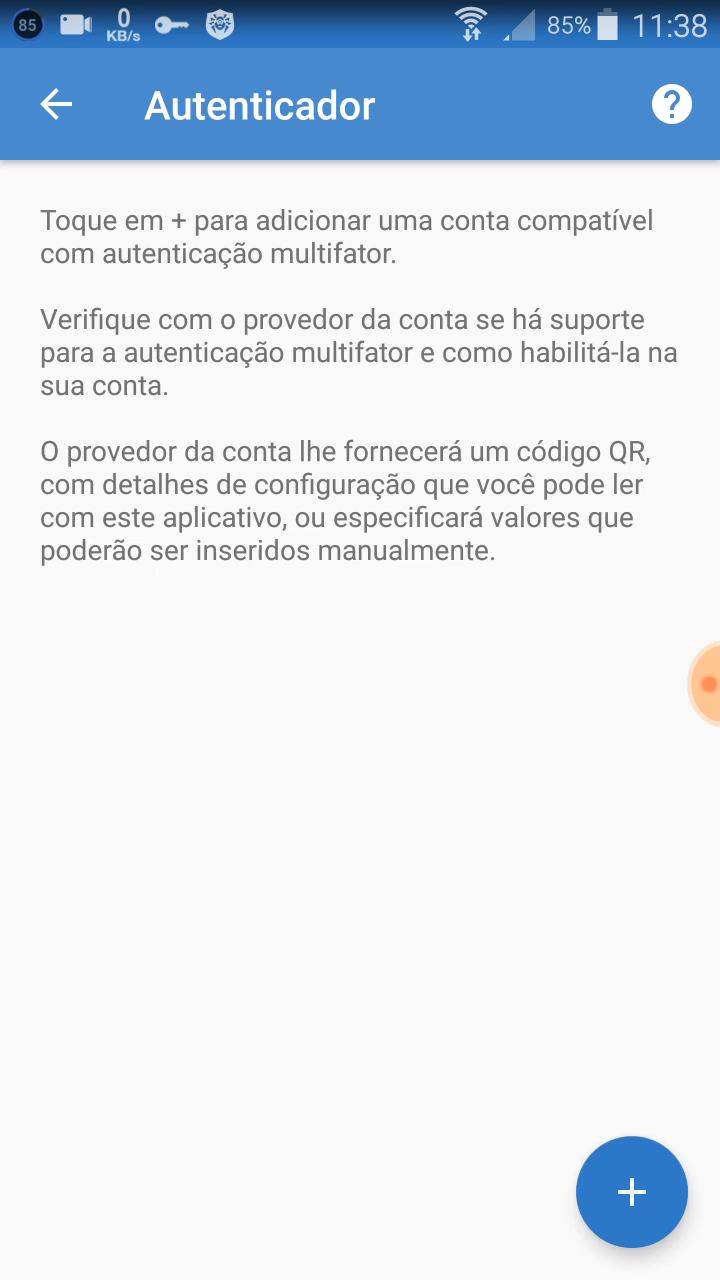 85 0 KB/s 85% 11:38
Autenticador ?
Toque em + para adicionar uma conta compatível
com autenticação multifator.
Verifique com o provedor da conta se há suporte
para a autenticação multifator e como habilitá-la na
sua conta.
O provedor da conta lhe fornecerá um código QR,
com detalhes de configuração que você pode ler
com este aplicativo, ou especificará valores que
poderão ser inseridos manualmente.
+